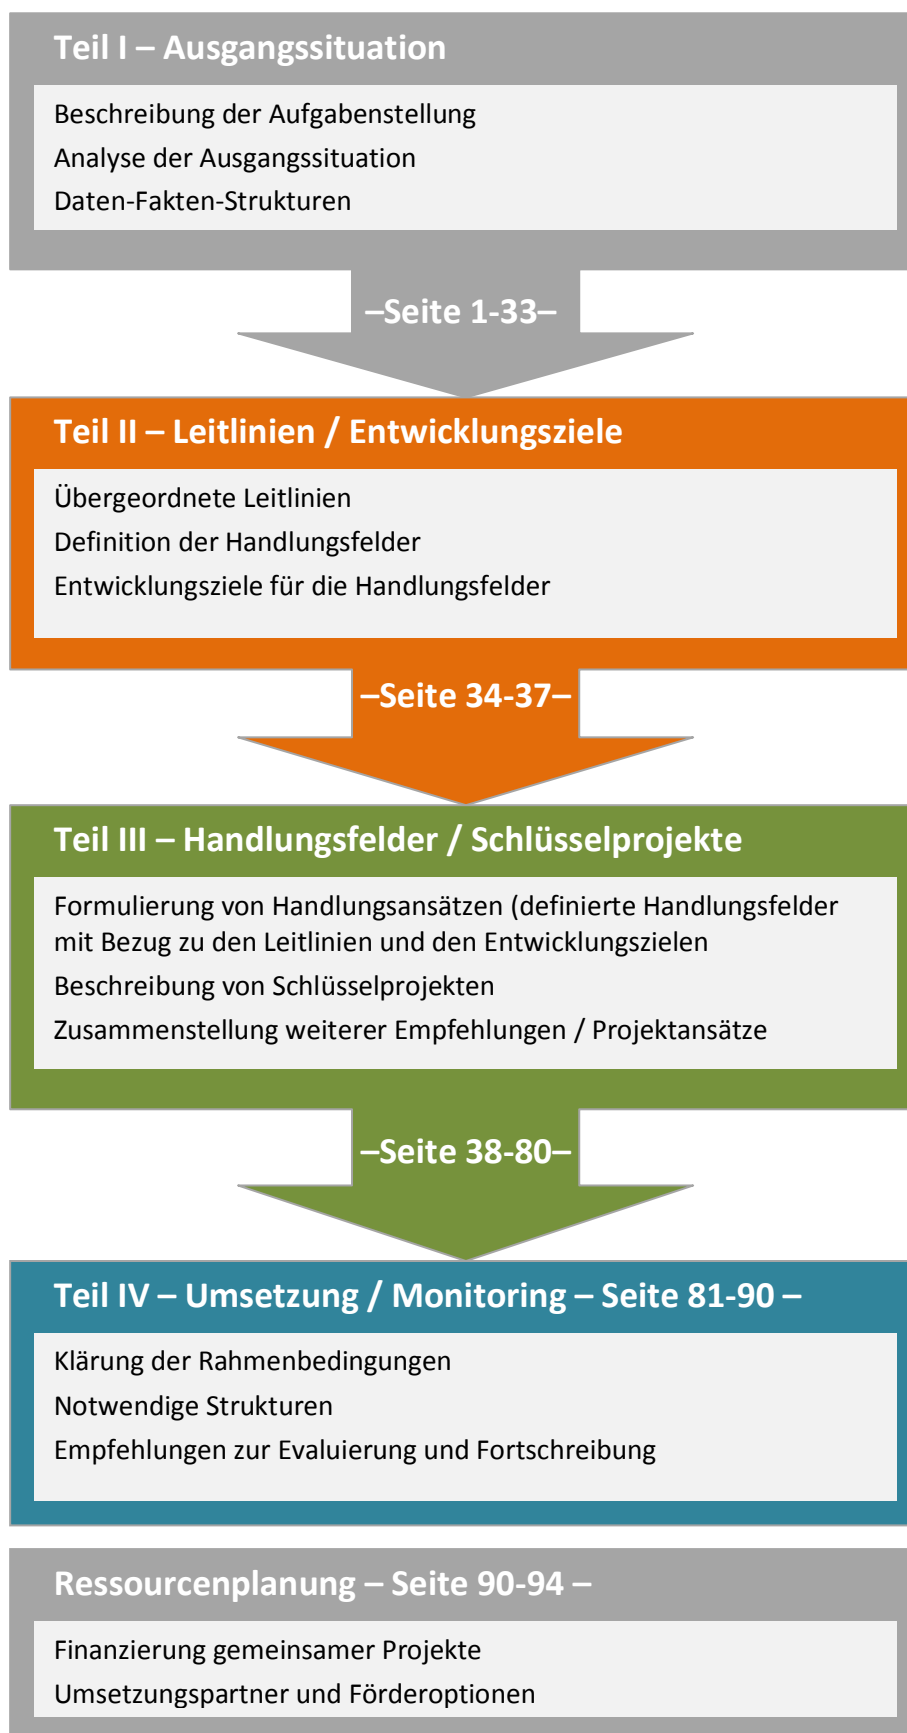 Teil I – Ausgangssituation
Beschreibung der Aufgabenstellung
Analyse der Ausgangssituation
Daten-Fakten-Strukturen
–Seite 1-33–
Teil II – Leitlinien / Entwicklungsziele
Übergeordnete Leitlinien
Definition der Handlungsfelder
Entwicklungsziele für die Handlungsfelder
–Seite 34-37–
Teil III – Handlungsfelder / Schlüsselprojekte
Formulierung von Handlungsansätzen (definierte Handlungsfelder
mit Bezug zu den Leitlinien und den Entwicklungszielen
Beschreibung von Schlüsselprojekten
Zusammenstellung weiterer Empfehlungen / Projektansätze
–Seite 38-80–
Teil IV – Umsetzung / Monitoring – Seite 81-90 –
Klärung der Rahmenbedingungen
Notwendige Strukturen
Empfehlungen zur Evaluierung und Fortschreibung
Ressourcenplanung – Seite 90-94 –
Finanzierung gemeinsamer Projekte
Umsetzungspartner und Förderoptionen